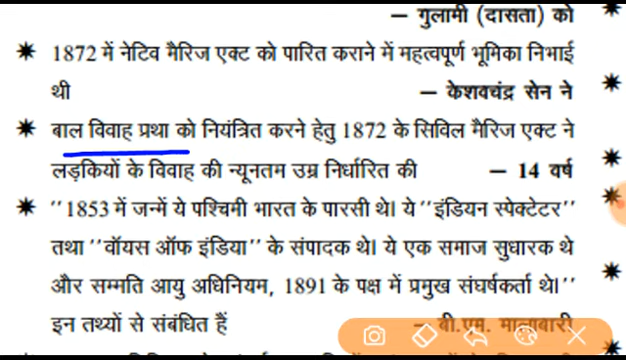 – गुलामी (दासता) को
✷ 1872 में नेटिव मैरिज एक्ट को पारित कराने में महत्वपूर्ण भूमिका निभाई
थी – केशवचंद्र सेन ने
✷ बाल विवाह प्रथा को नियंत्रित करने हेतु 1872 के सिविल मैरिज एक्ट ने
लड़कियों के विवाह की न्यूनतम उम्र निर्धारित की – 14 वर्ष
✷ ''1853 में जन्में ये पश्चिमी भारत के पारसी थे। ये ''इंडियन स्पेक्टेटर''
तथा ''वॉयस ऑफ इंडिया'' के संपादक थे। ये एक समाज सुधारक थे
और सम्मति आयु अधिनियम, 1891 के पक्ष में प्रमुख संघर्षकर्ता थे।''
इन तथ्यों से संबंधित हैं – बी.एम. मालाबारी